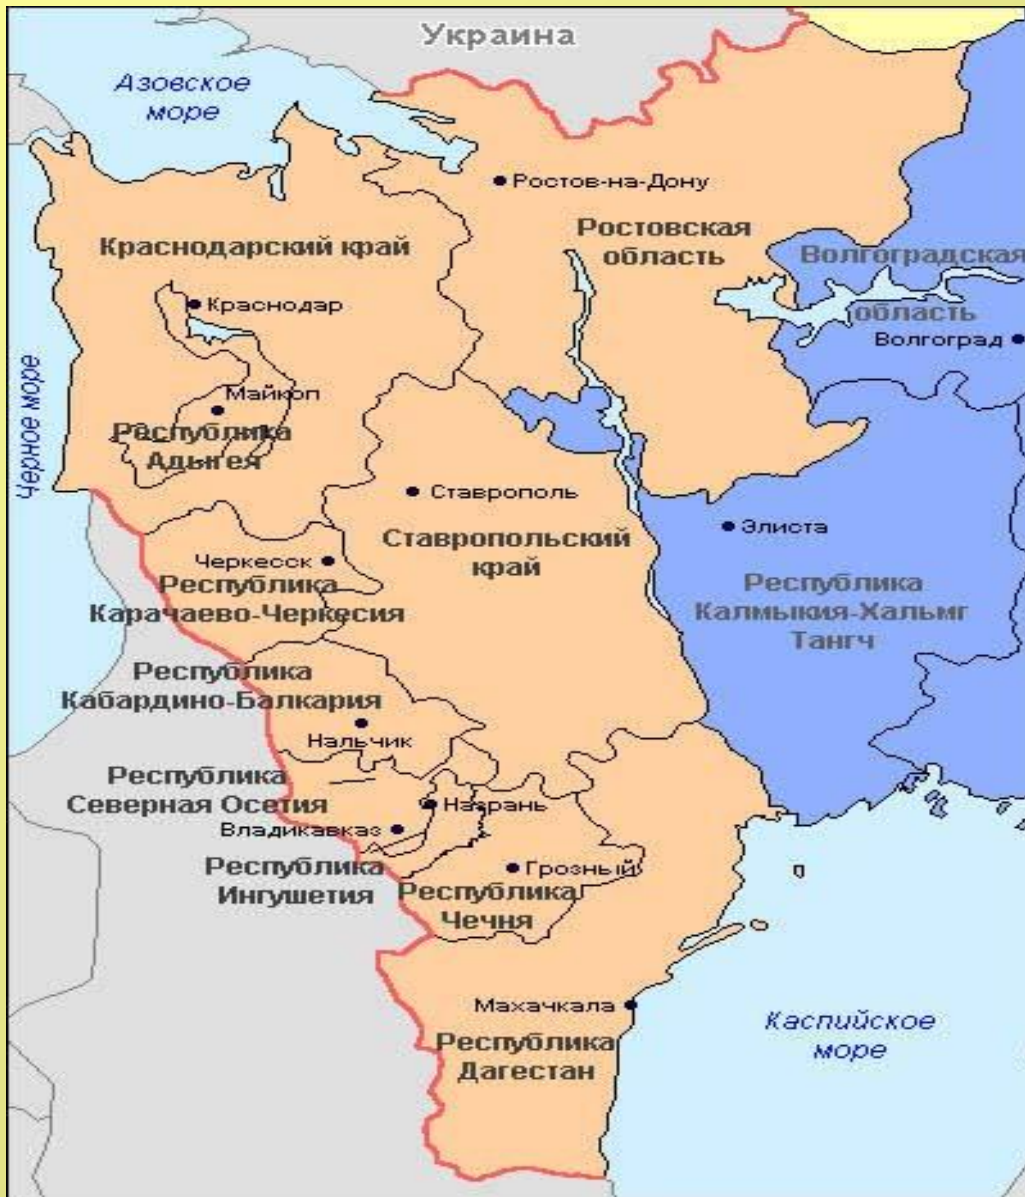 Украина
Азовское
море
Ростов-на-Дону
Ростовская
область
Краснодарский край
Волгоградская
область
Волгоград
Краснодар
Черное море
Майкоп
Республика
Адыгея
Ставрополь
Ставропольский
край
Элиста
Республика
Калмыкия-Хальмг
Тангч
Черкесск
Республика
Карачаево-Черкесия
Республика
Кабардино-Балкария
Нальчик
Республика
Северная Осетия
Назрань
Владикавказ
Республика
Ингушетия
Грозный
Республика
Чечня
Махачкала
Республика
Дагестан
Каспийское
море